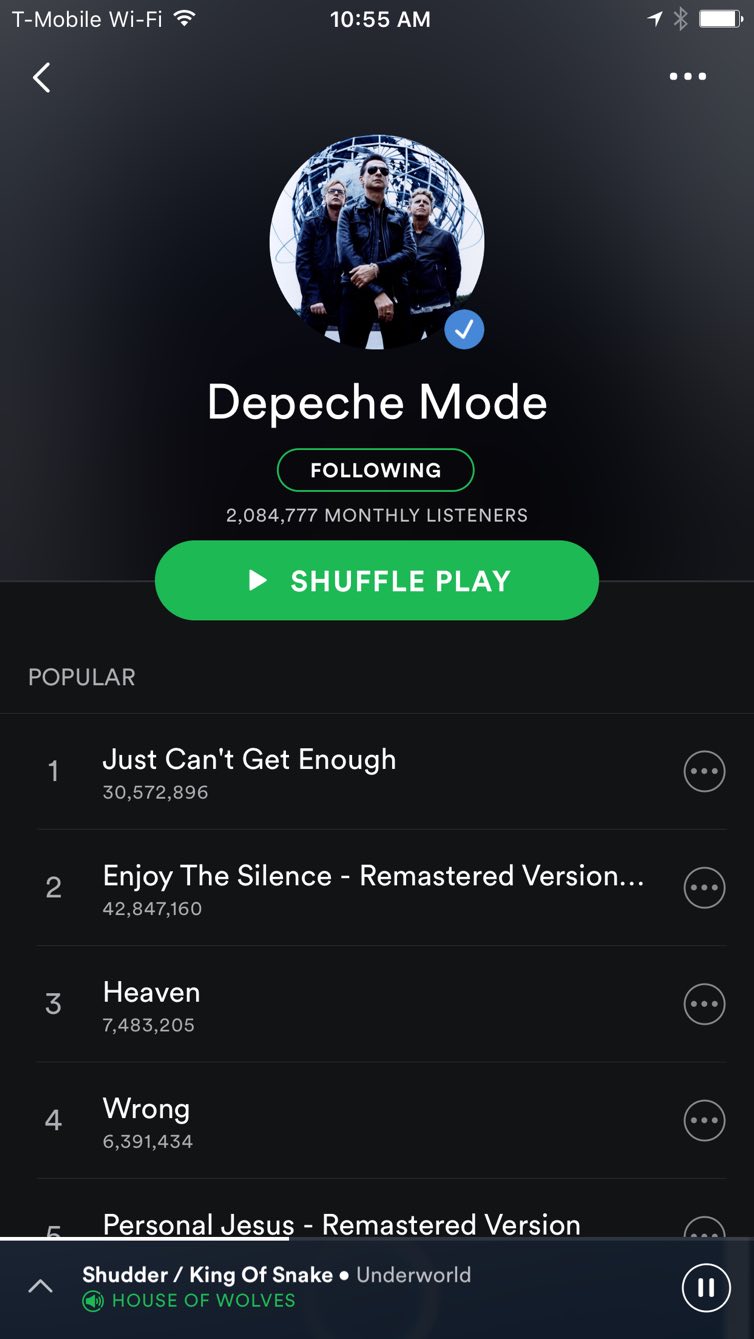 T-Mobile Wi-Fi 10:55 AM
Depeche Mode
FOLLOWING
2,084,777 MONTHLY LISTENERS
SHUFFLE PLAY
POPULAR
1 Just Can't Get Enough
30,572,896
2 Enjoy The Silence - Remastered Version...
42,847,160
3 Heaven
7,483,205
4 Wrong
6,391,434
5 Personal Jesus - Remastered Version
Shudder / King Of Snake • Underworld
HOUSE OF WOLVES